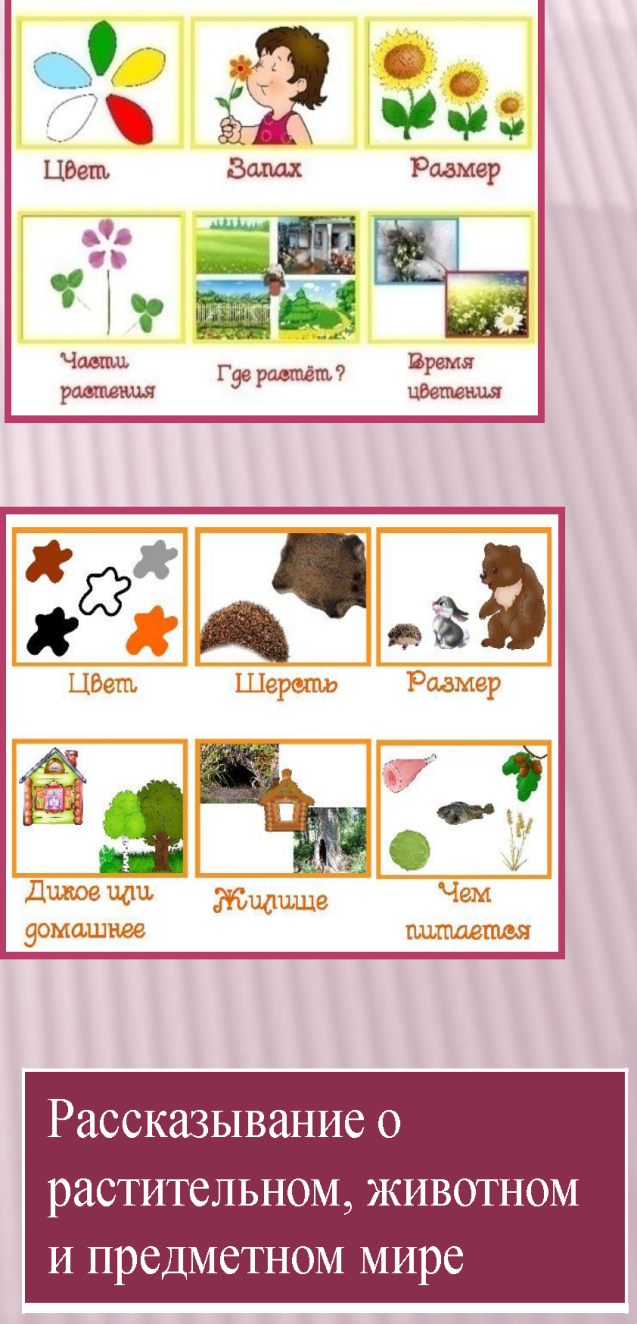 Цвет
Запах
Размер
Части
растения
Где растёт?
Время
цветения
Цвет
Шерсть
Размер
Дикое или
домашнее
Жилище
Чем
питается
Рассказывание о
растительном, животном
и предметном мире